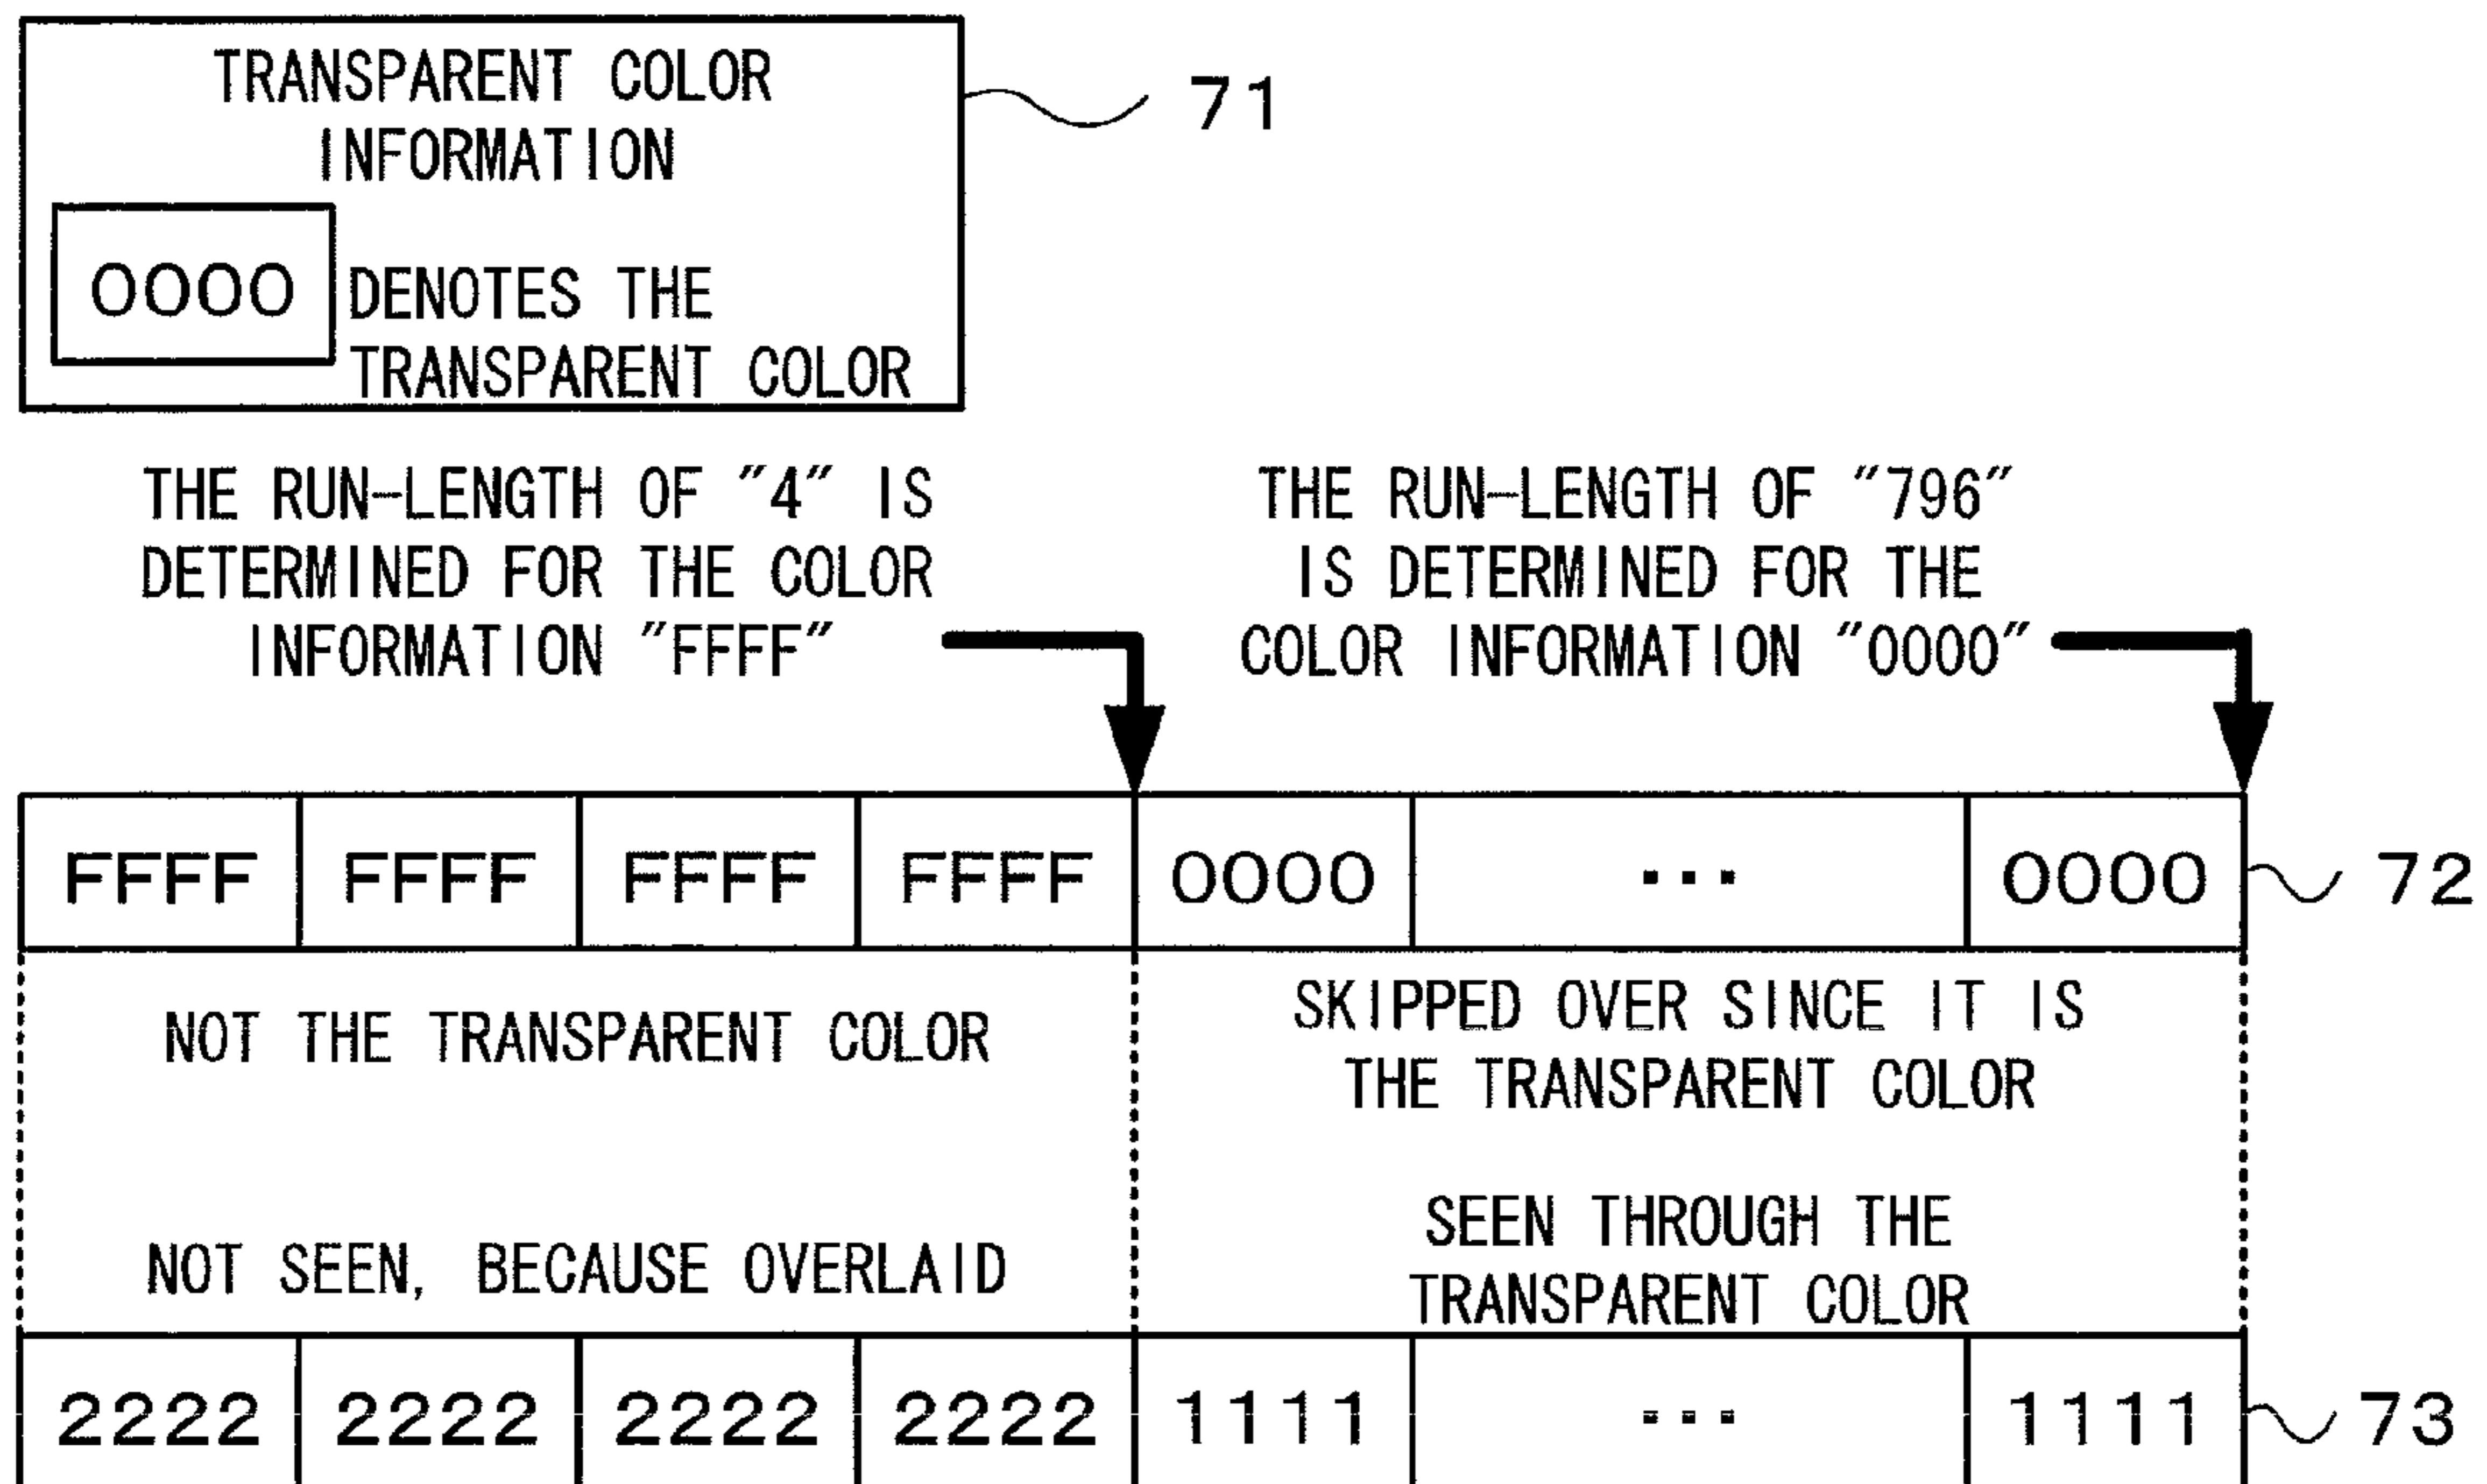 TRANSPARENT COLOR
INFORMATION
71
0000 DENOTES THE
TRANSPARENT COLOR
THE RUN-LENGTH OF "4" IS
DETERMINED FOR THE COLOR
INFORMATION "FFFF"
THE RUN-LENGTH OF "796"
IS DETERMINED FOR THE
COLOR INFORMATION "0000"
FFFF FFFF FFFF FFFF 0000 ... 0000 72
NOT THE TRANSPARENT COLOR
SKIPPED OVER SINCE IT IS
THE TRANSPARENT COLOR
NOT SEEN, BECAUSE OVERLAID
SEEN THROUGH THE
TRANSPARENT COLOR
2222 2222 2222 2222 1111 ... 1111 73